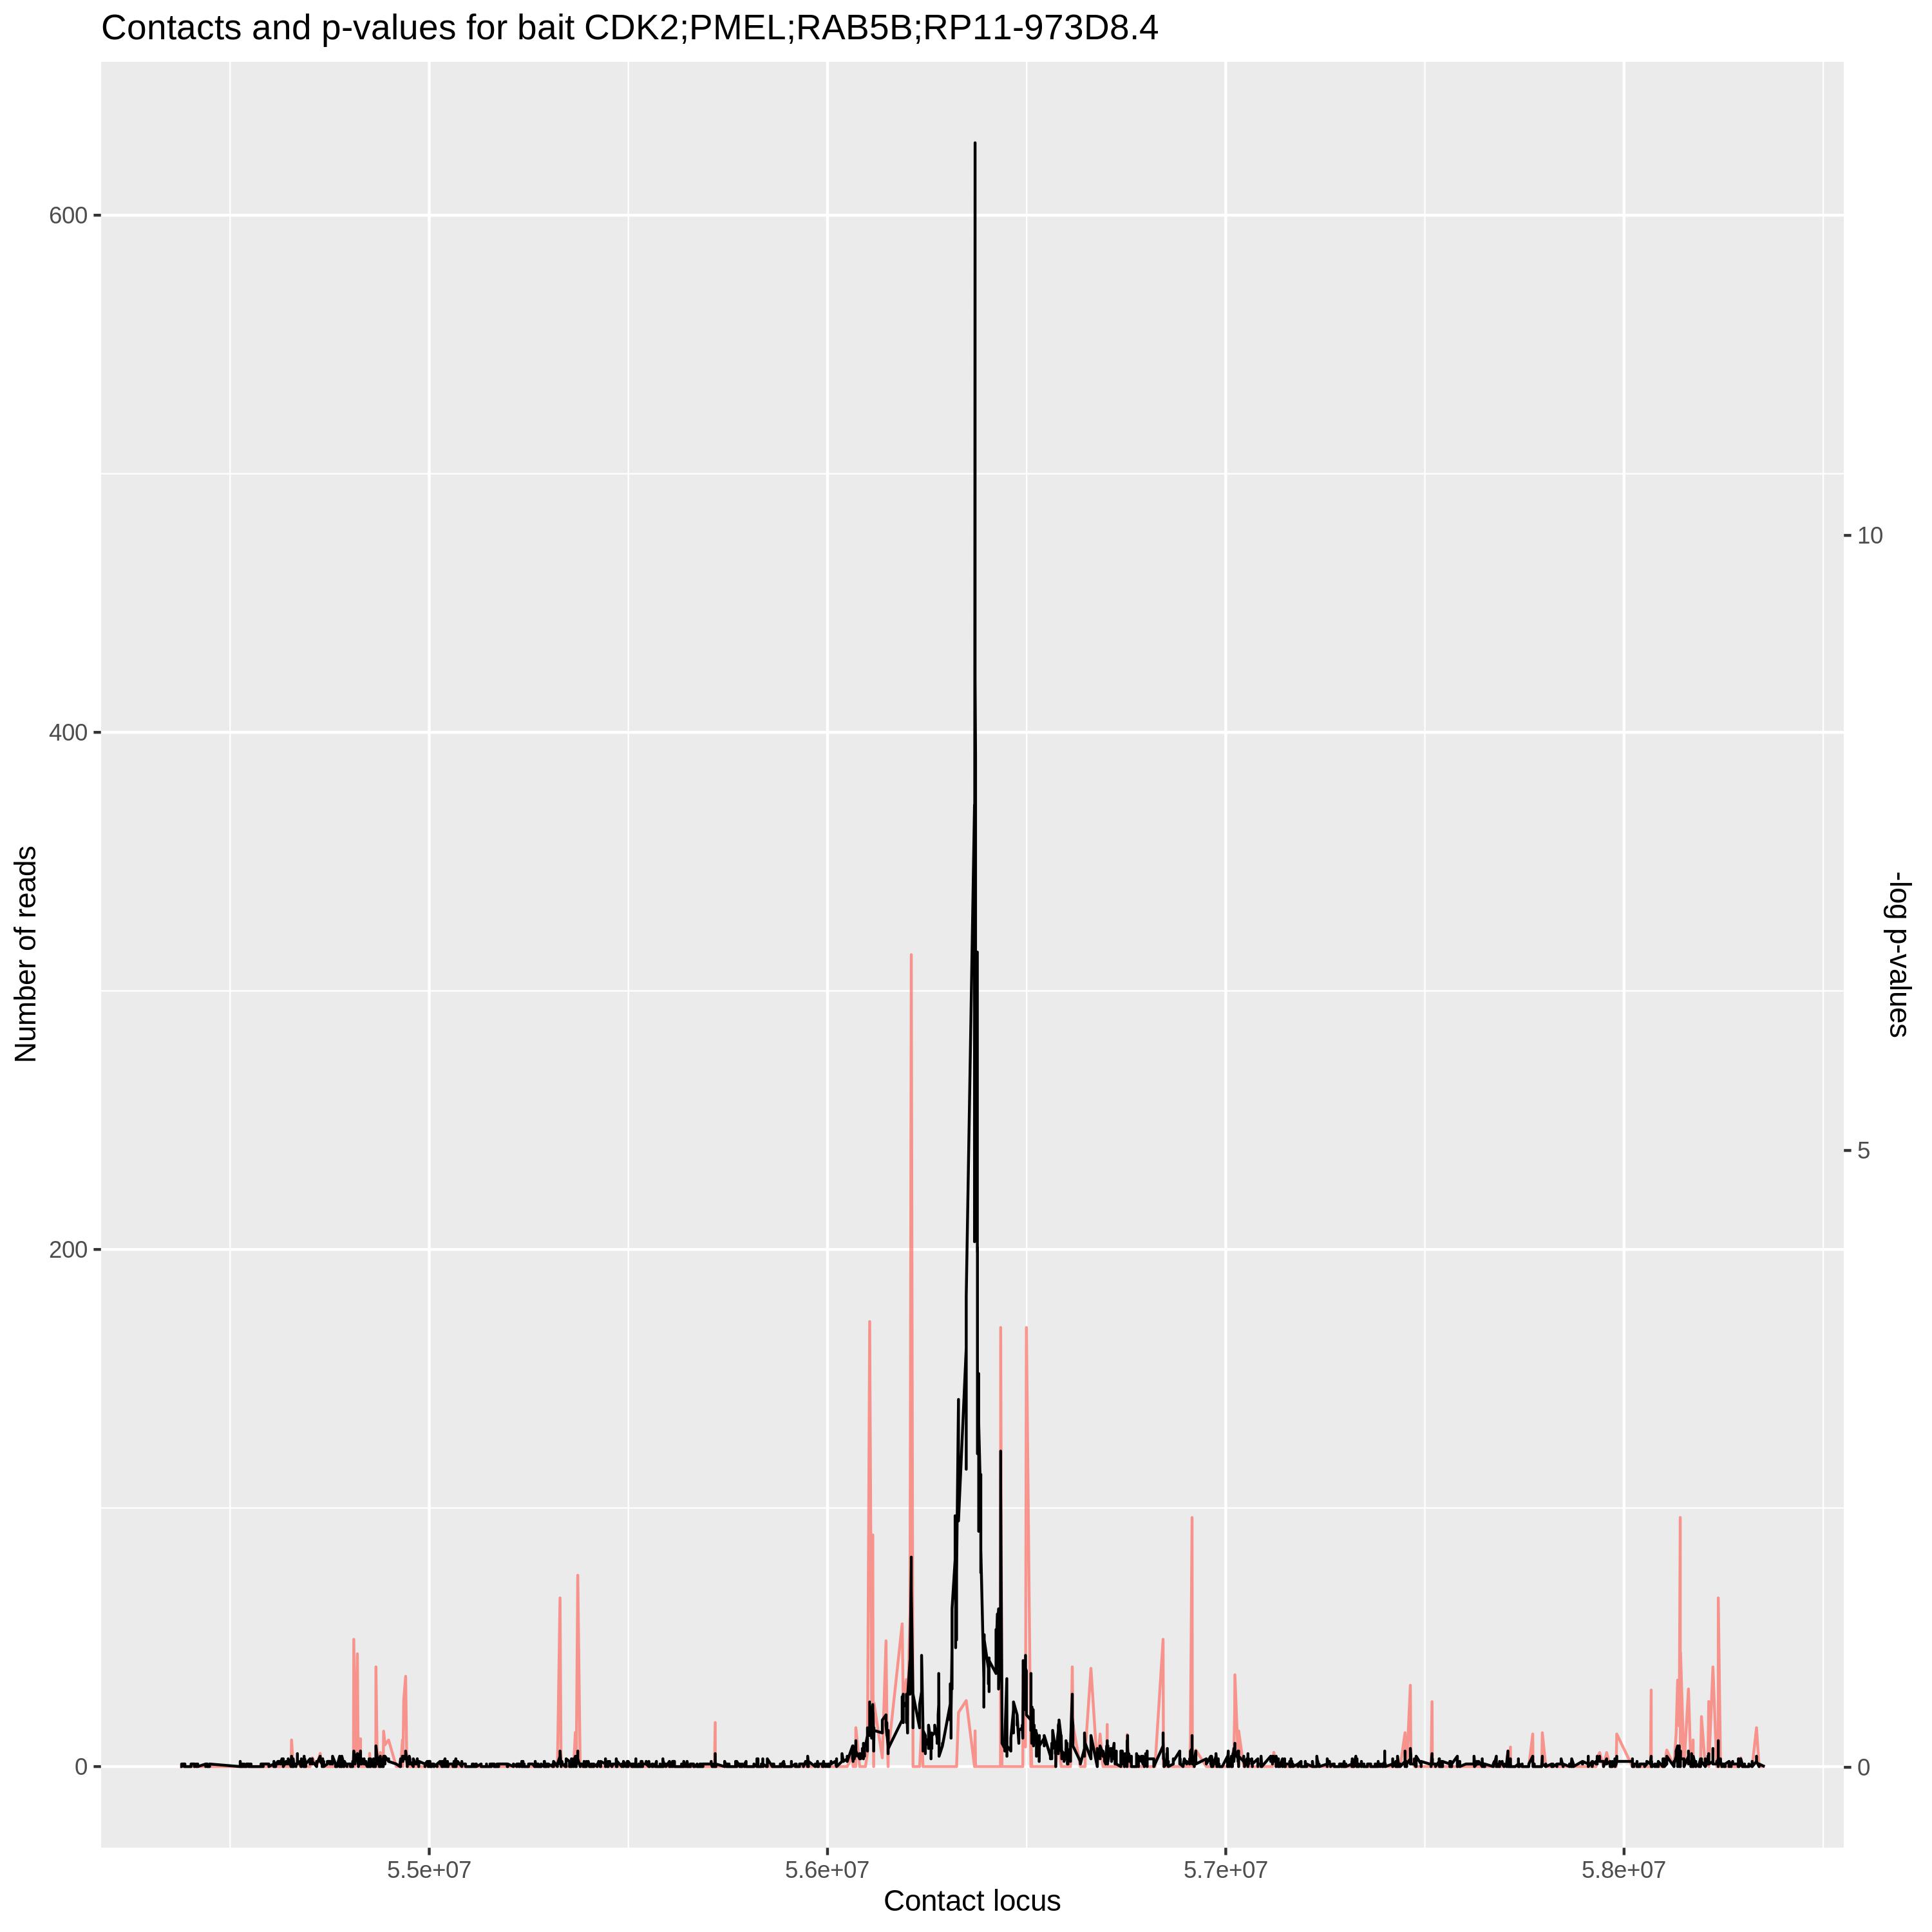 Contacts and p-values for bait CDK2;PMEL;RAB5B;RP11-973D8.4
600
400
200
0
Number of reads
10
5
0
-log p-values
5.5e+07 5.6e+07 5.7e+07 5.8e+07
Contact locus